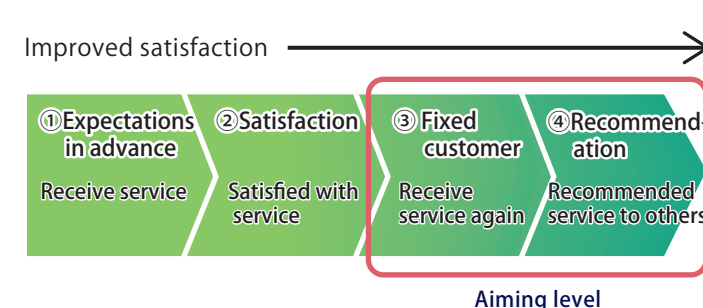 Improved satisfaction
①Expectations
in advance
Receive service
②Satisfaction
Satisfied with
service
③ Fixed
customer
Receive
service again
④Recommend-
ation
Recommended
service to others
Aiming level